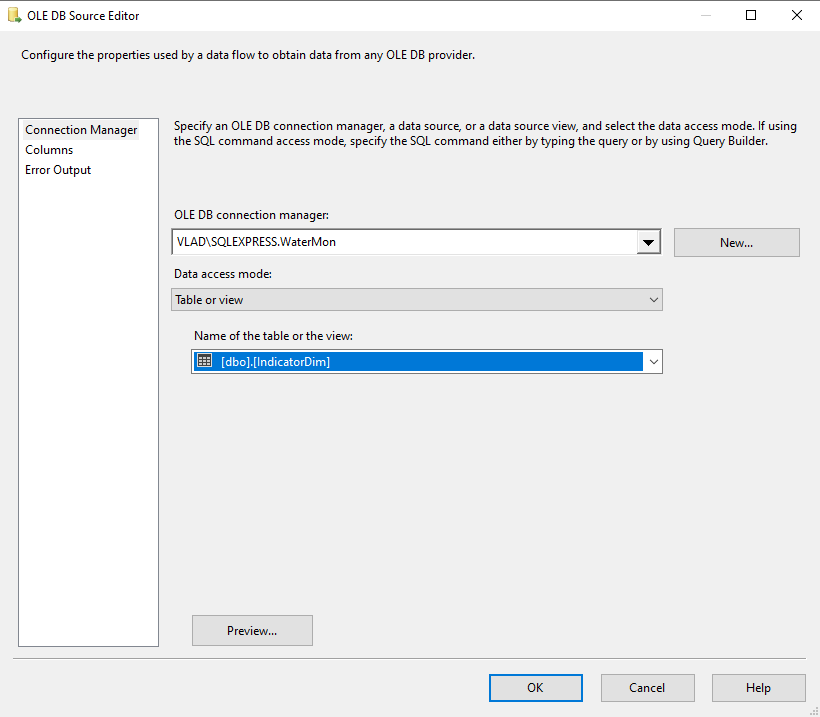 OLE DB Source Editor
Configure the properties used by a data flow to obtain data from any OLE DB provider.
Connection Manager
Columns
Error Output
Specify an OLE DB connection manager, a data source, or a data source view, and select the data access mode. If using
the SQL command access mode, specify the SQL command either by typing the query or by using Query Builder.
OLE DB connection manager:
VLAD\SQLEXPRESS.WaterMon
New...
Data access mode:
Table or view
Name of the table or the view:
[dbo].[IndicatorDim]
Preview...
OK
Cancel
Help